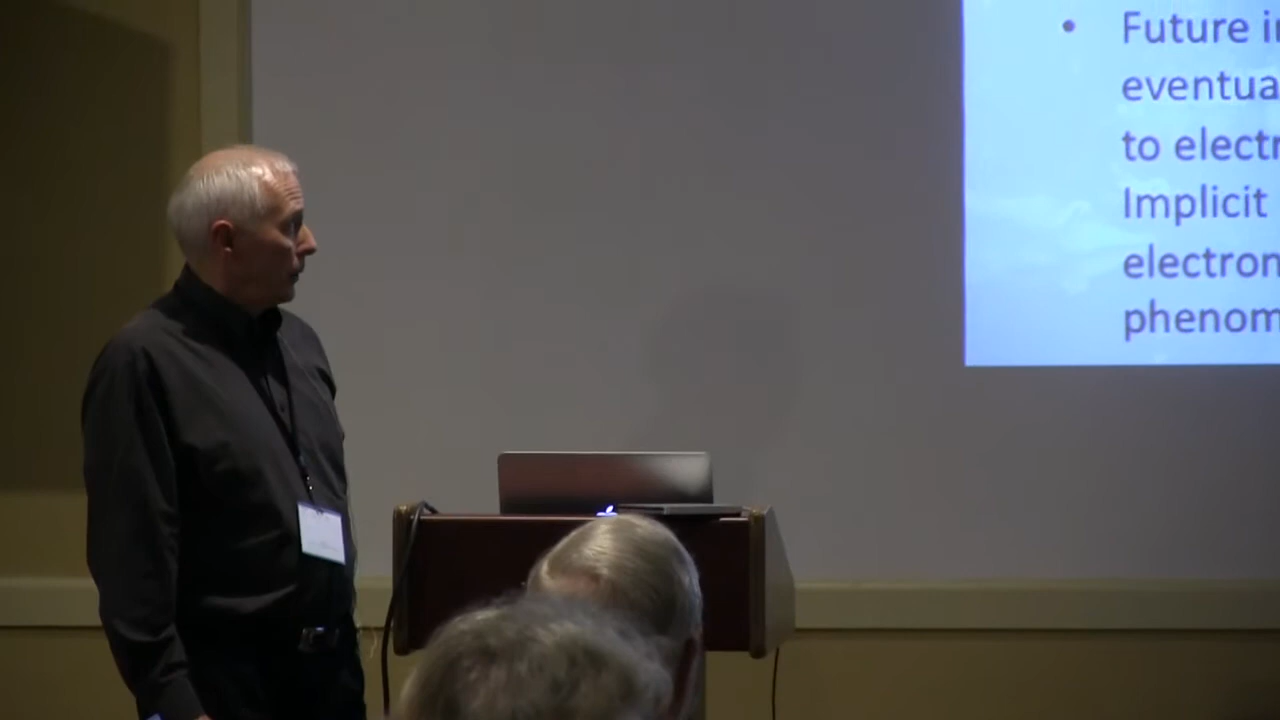 • Future
eventua
to electr
Implicit
electron
phenom